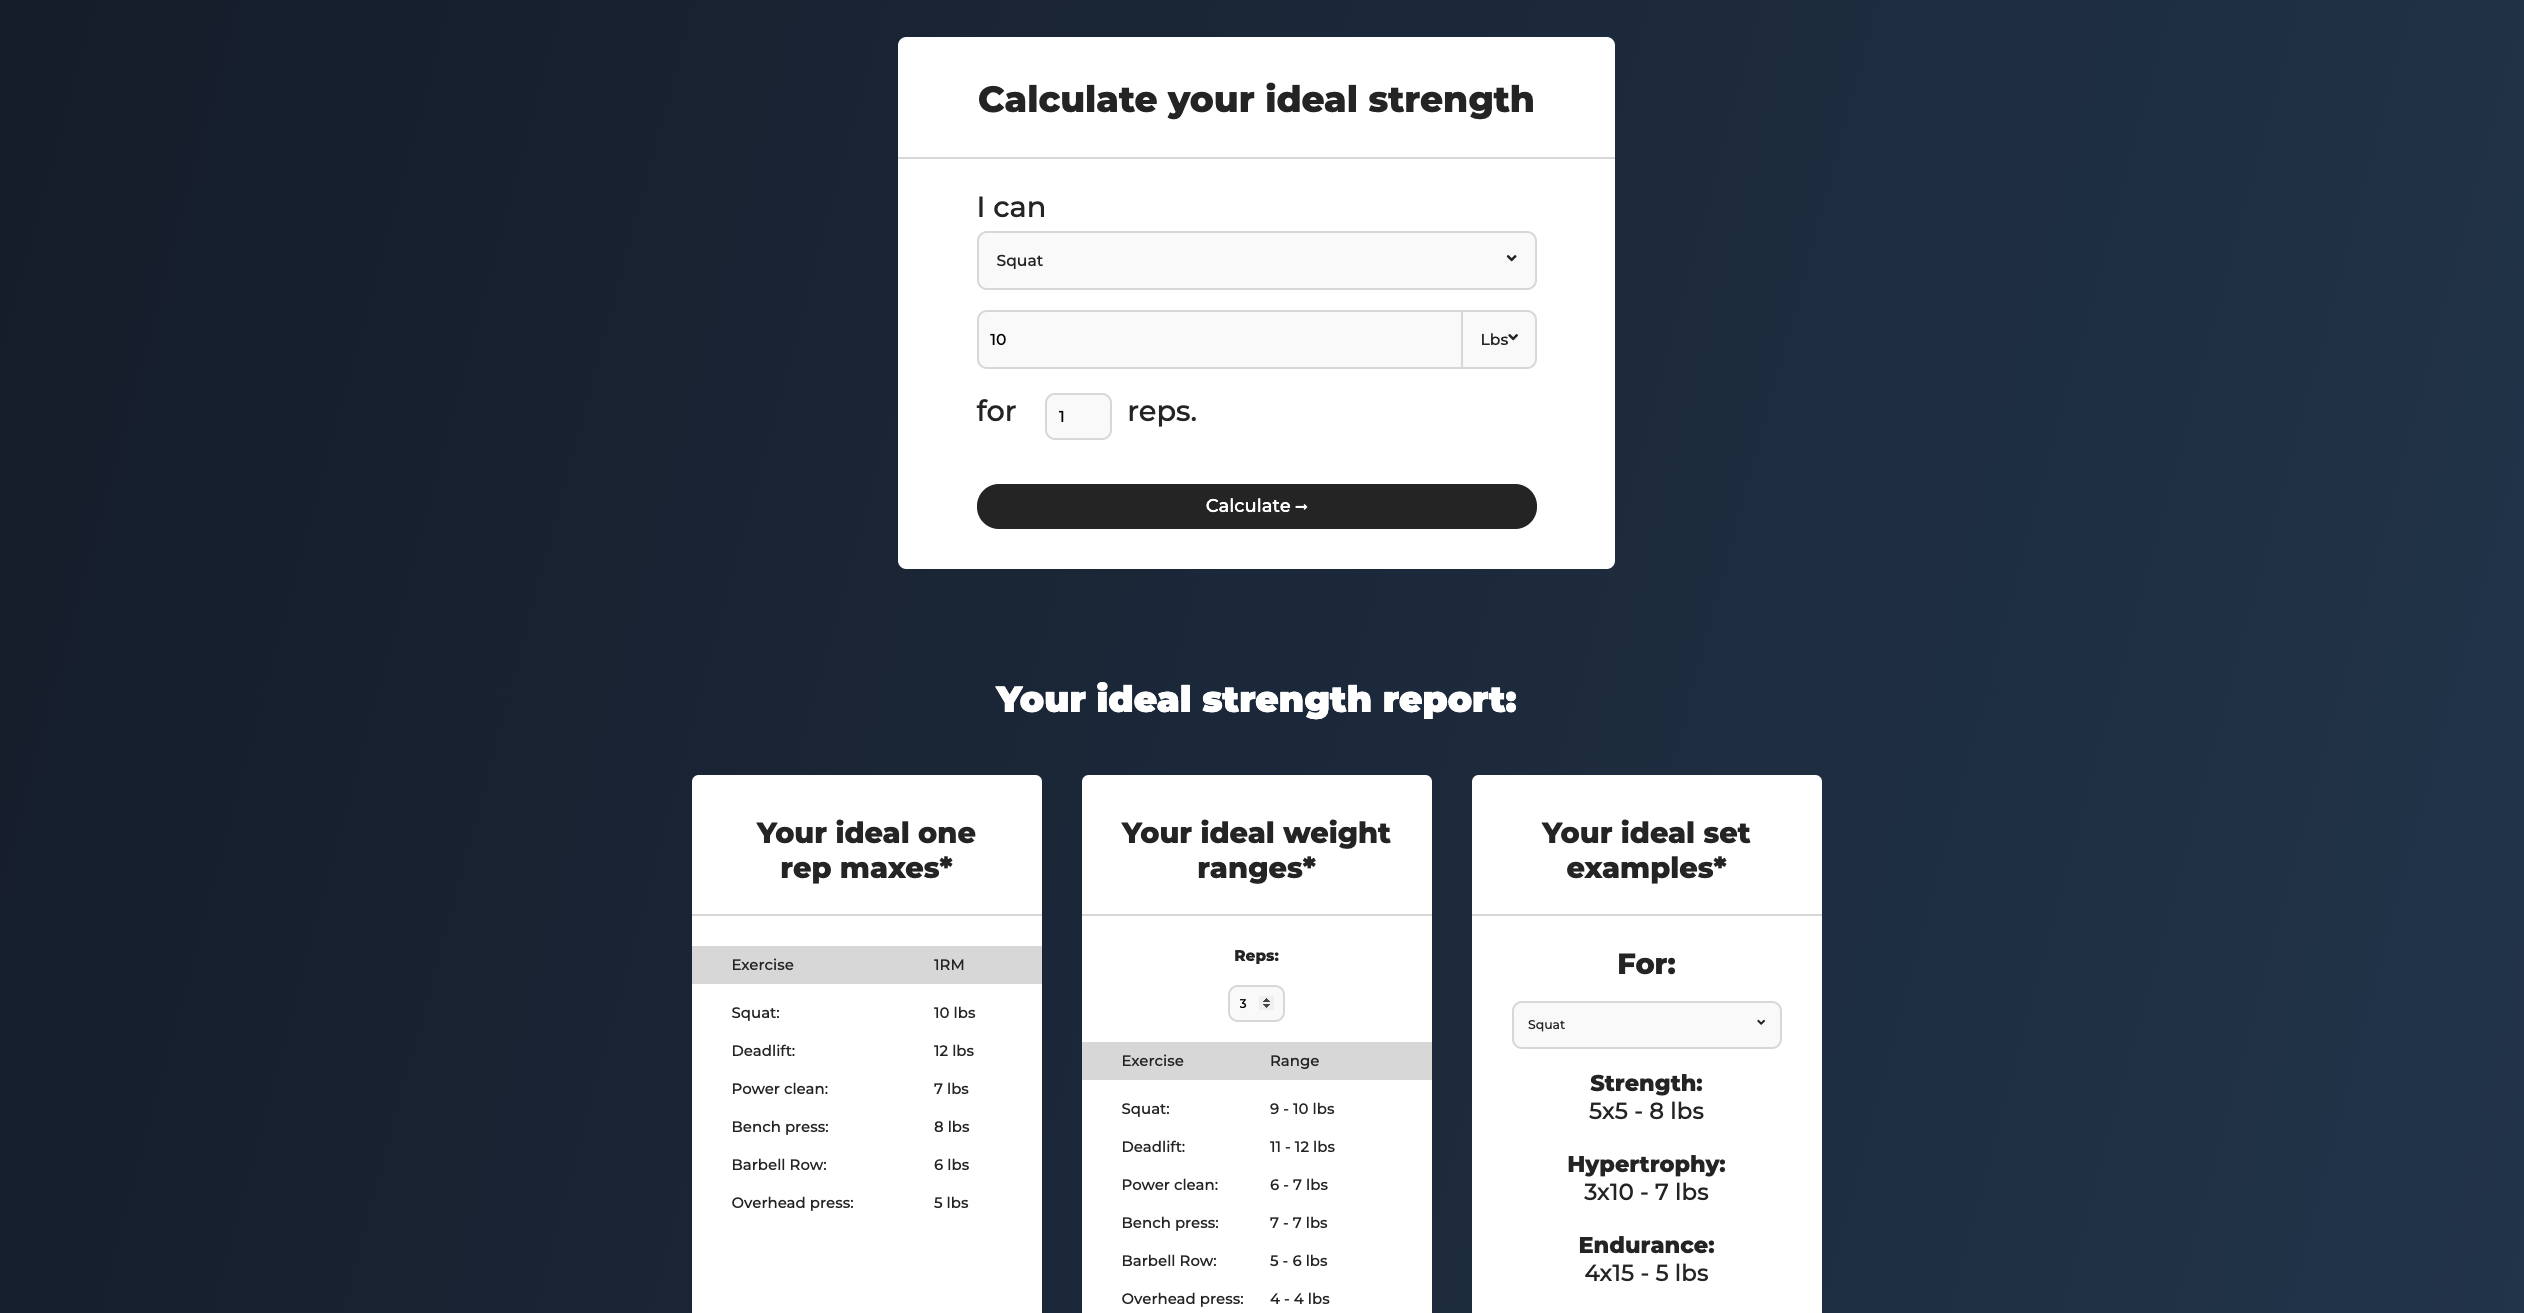 Calculate your ideal strength
I can
Squat
10
Lbs
for 1 reps.
Calculate →
Your ideal strength report:
Your ideal one
rep maxes*
Exercise 1RM
Squat: 10 lbs
Deadlift: 12 lbs
Power clean: 7 lbs
Bench press: 8 lbs
Barbell Row: 6 lbs
Overhead press: 5 lbs
Your ideal weight
ranges*
Reps:
3
Exercise Range
Squat: 9 - 10 lbs
Deadlift: 11 - 12 lbs
Power clean: 6 - 7 lbs
Bench press: 7 - 7 lbs
Barbell Row: 5 - 6 lbs
Overhead press: 4 - 4 lbs
Your ideal set
examples*
For:
Squat
Strength:
5x5 - 8 lbs
Hypertrophy:
3x10 - 7 lbs
Endurance:
4x15 - 5 lbs